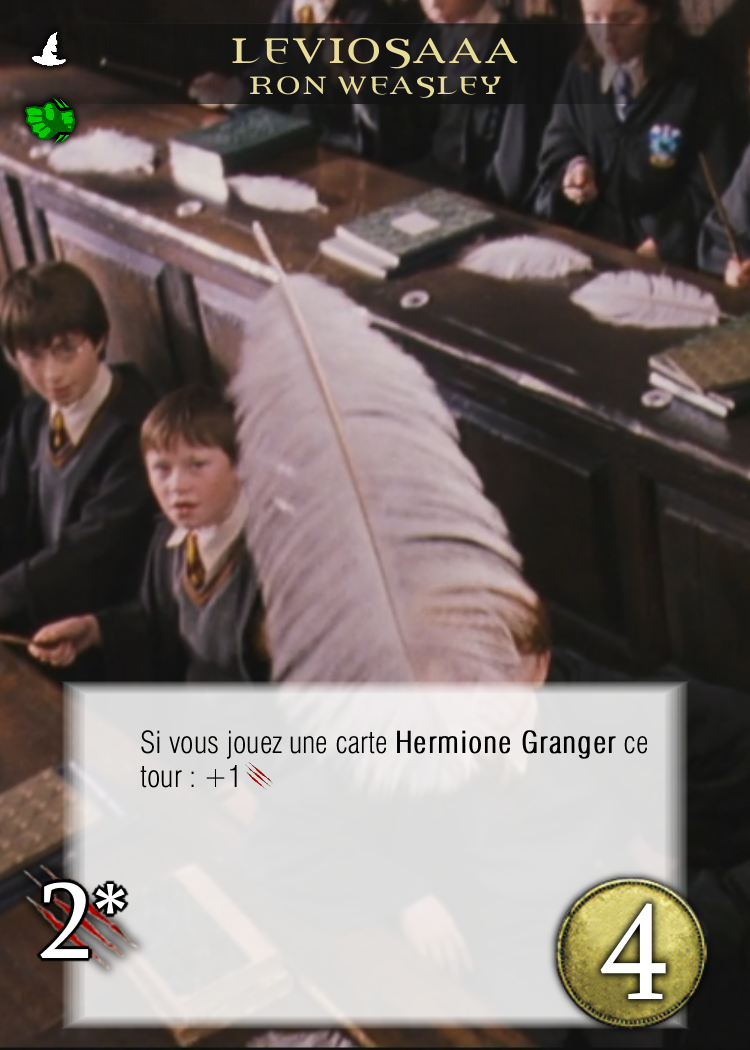 LEVIOSAAA
RON WEASLEY
Si vous jouez une carte Hermione Granger ce
tour : +1
2*
4